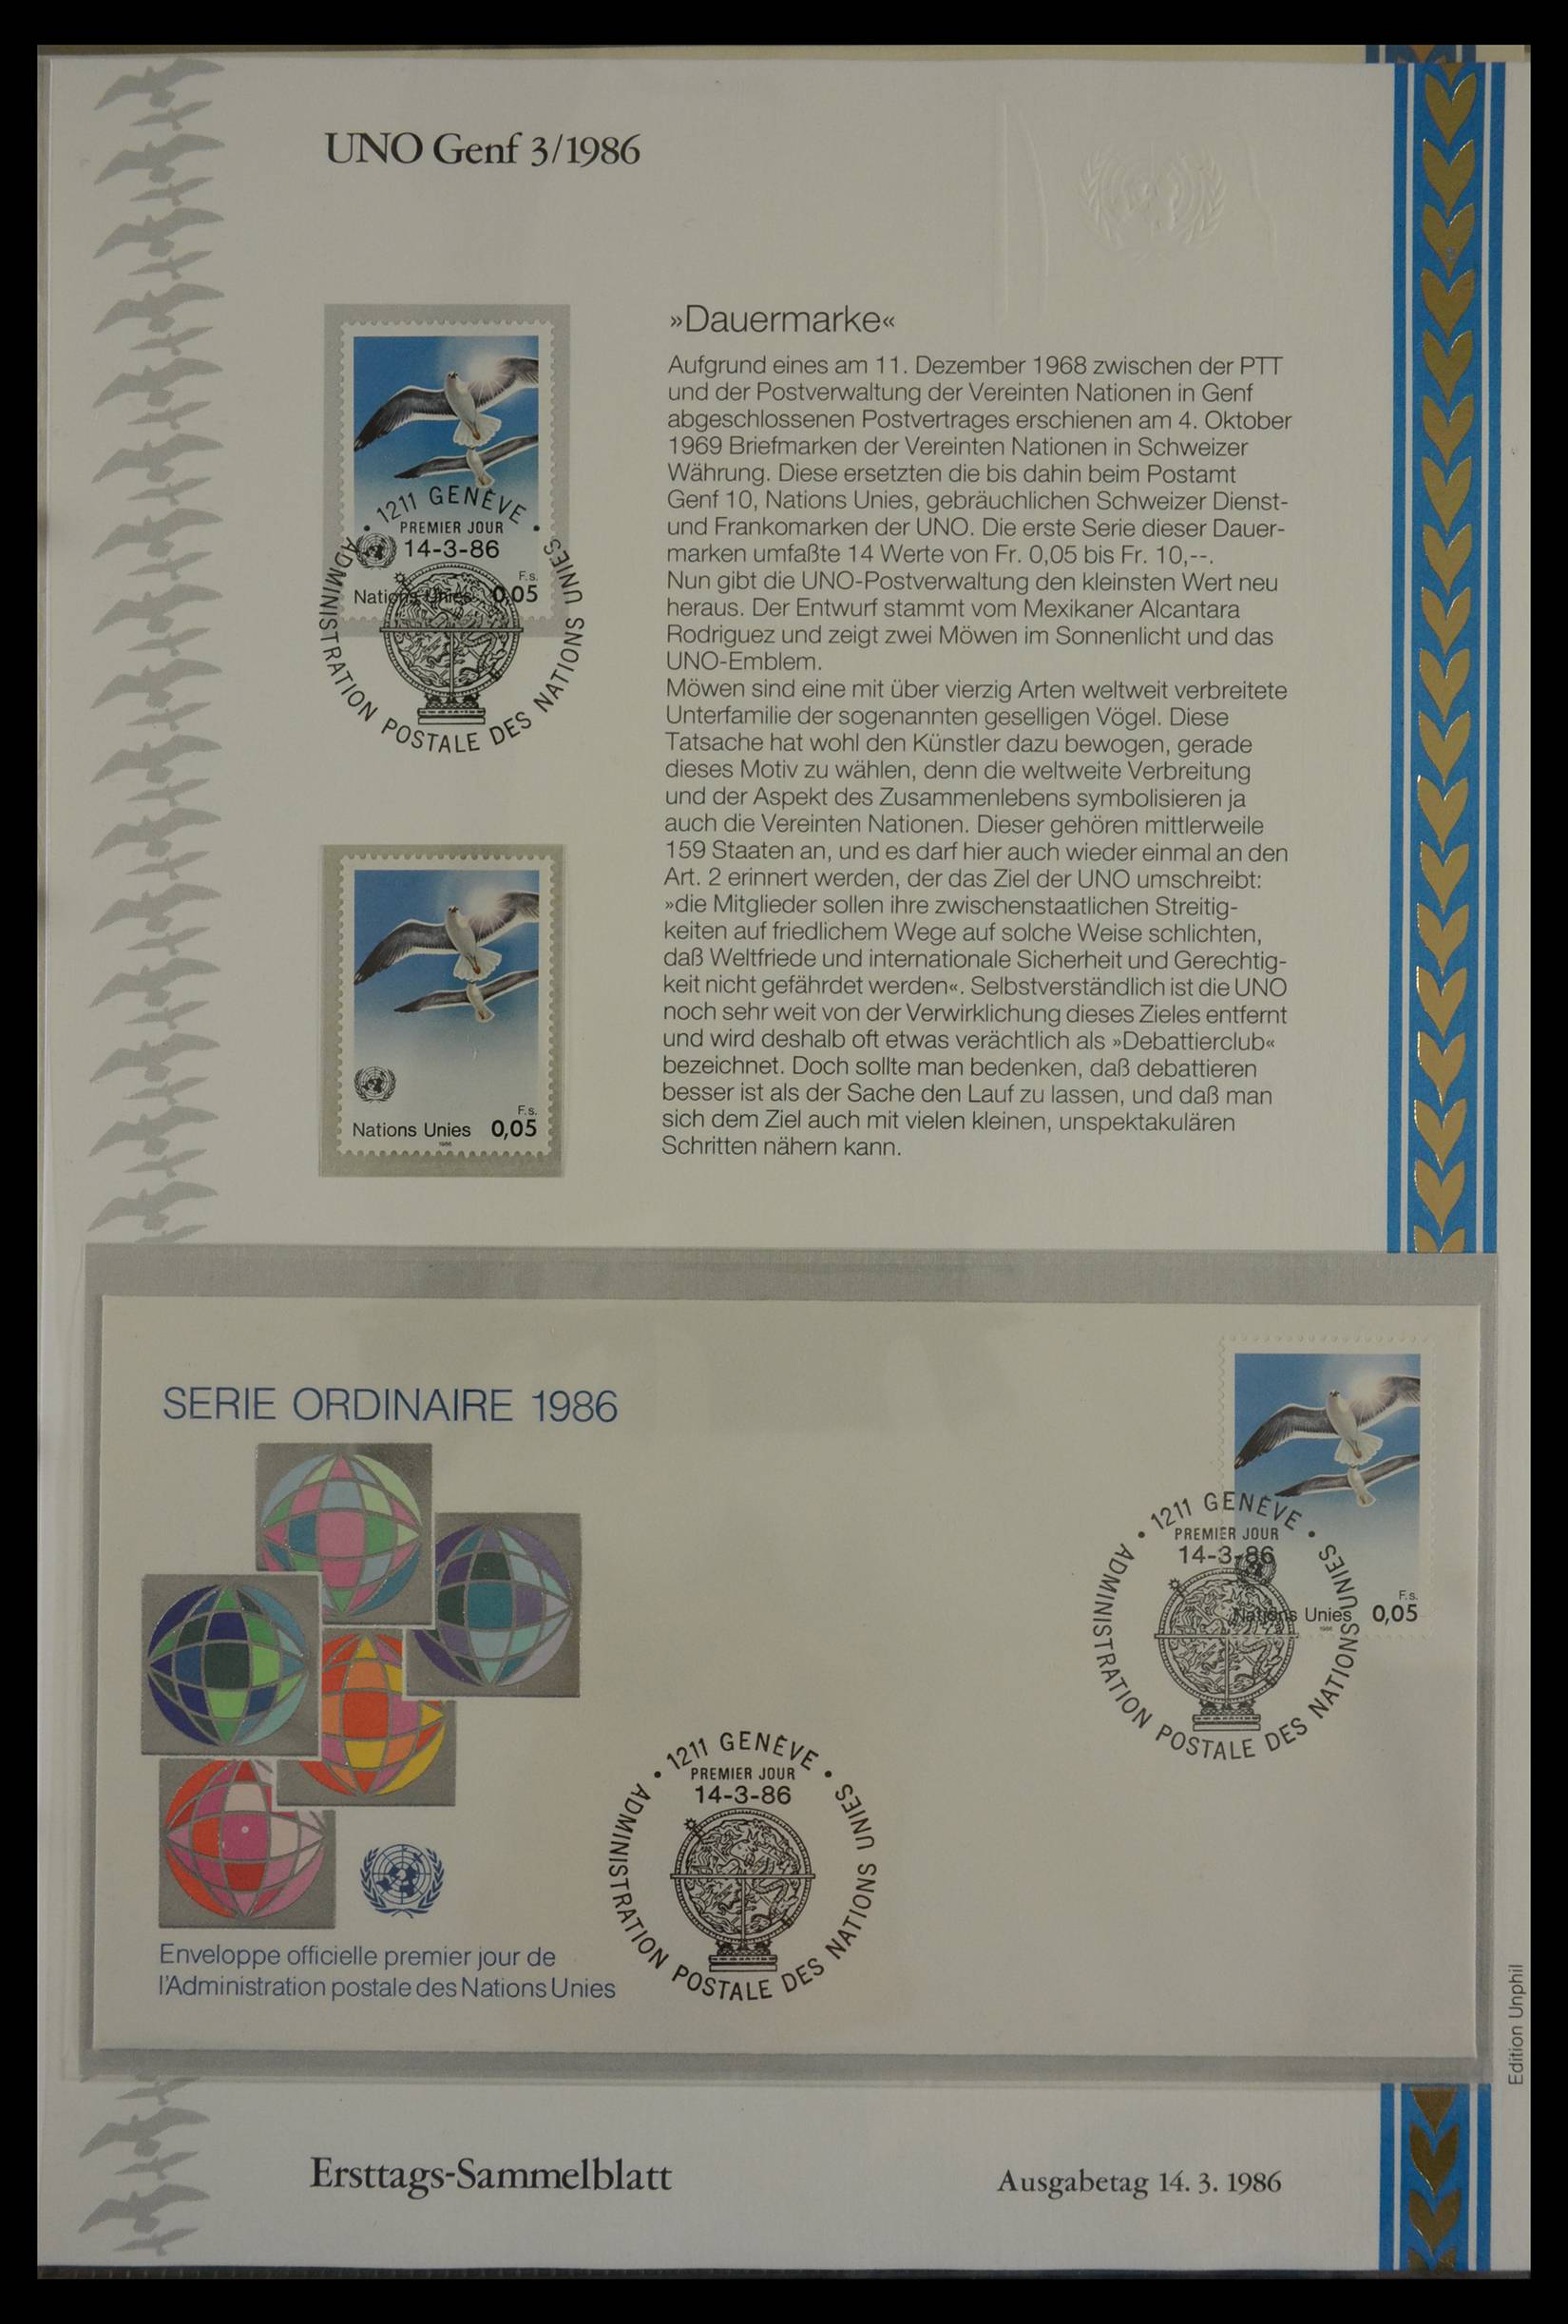 UNO Genf 3/1986
1211 GENÈVE
PREMIER JOUR
14-3-86
ADMINISTRATION POSTALE DES NATIONS UNIES
F.s.
Nations Unies 0,05
F.s.
Nations Unies 0,05
1986
»Dauermarke«
Aufgrund eines am 11. Dezember 1968 zwischen der PTT
und der Postverwaltung der Vereinten Nationen in Genf
abgeschlossenen Postvertrages erschienen am 4. Oktober
1969 Briefmarken der Vereinten Nationen in Schweizer
Währung. Diese ersetzten die bis dahin beim Postamt
Genf 10, Nations Unies, gebräuchlichen Schweizer Dienst-
und Frankomarken der UNO. Die erste Serie dieser Dauer-
marken umfaßte 14 Werte von Fr. 0,05 bis Fr. 10,--.
Nun gibt die UNO-Postverwaltung den kleinsten Wert neu
heraus. Der Entwurf stammt vom Mexikaner Alcantara
Rodriguez und zeigt zwei Möwen im Sonnenlicht und das
UNO-Emblem.
Möwen sind eine mit über vierzig Arten weltweit verbreitete
Unterfamilie der sogenannten geselligen Vögel. Diese
Tatsache hat wohl den Künstler dazu bewogen, gerade
dieses Motiv zu wählen, denn die weltweite Verbreitung
und der Aspekt des Zusammenlebens symbolisieren ja
auch die Vereinten Nationen. Dieser gehören mittlerweile
159 Staaten an, und es darf hier auch wieder einmal an den
Art. 2 erinnert werden, der das Ziel der UNO umschreibt:
»die Mitglieder sollen ihre zwischenstaatlichen Streitig-
keiten auf friedlichem Wege auf solche Weise schlichten,
daß Weltfriede und internationale Sicherheit und Gerechtig-
keit nicht gefährdet werden«. Selbstverständlich ist die UNO
noch sehr weit von der Verwirklichung dieses Zieles entfernt
und wird deshalb oft etwas verächtlich als »Debattierclub«
bezeichnet. Doch sollte man bedenken, daß debattieren
besser ist als der Sache den Lauf zu lassen, und daß man
sich dem Ziel auch mit vielen kleinen, unspektakulären
Schritten nähern kann.
SERIE ORDINAIRE 1986
1211 GENÈVE
PREMIER JOUR
14-3-86
ADMINISTRATION POSTALE DES NATIONS UNIES
F.s.
Nations Unies 0,05
1986
1211 GENÈVE
PREMIER JOUR
14-3-86
ADMINISTRATION POSTALE DES NATIONS UNIES
Enveloppe officielle premier jour de
l'Administration postale des Nations Unies
Edition Unphil
Ersttags-Sammelblatt
Ausgabetag 14. 3. 1986